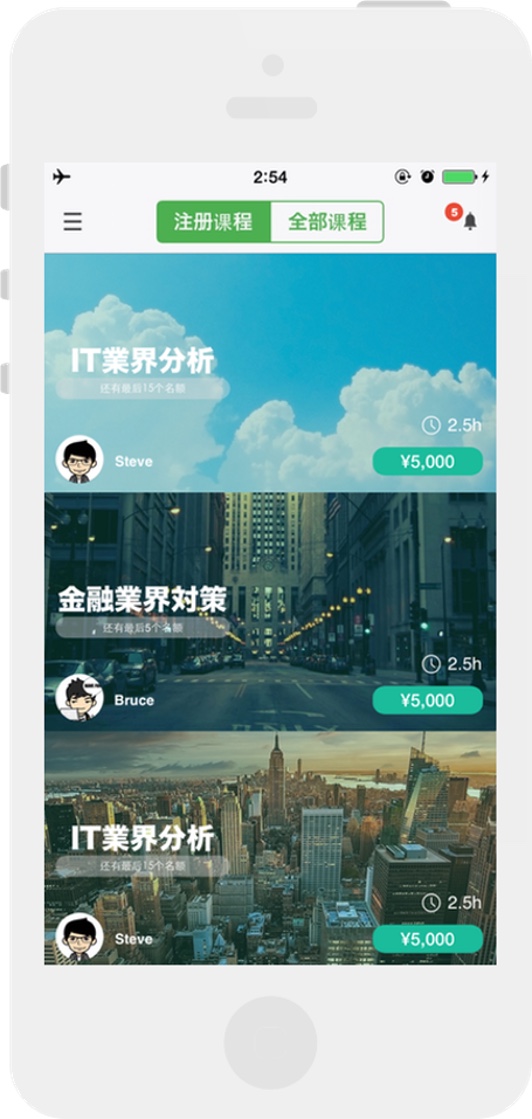 2:54
注册课程
全部课程
5
IT業界分析
还有最后15个名额
2.5h
Steve
¥5,000
金融業界対策
还有最后5个名额
2.5h
Bruce
¥5,000
IT業界分析
还有最后15个名额
2.5h
Steve
¥5,000